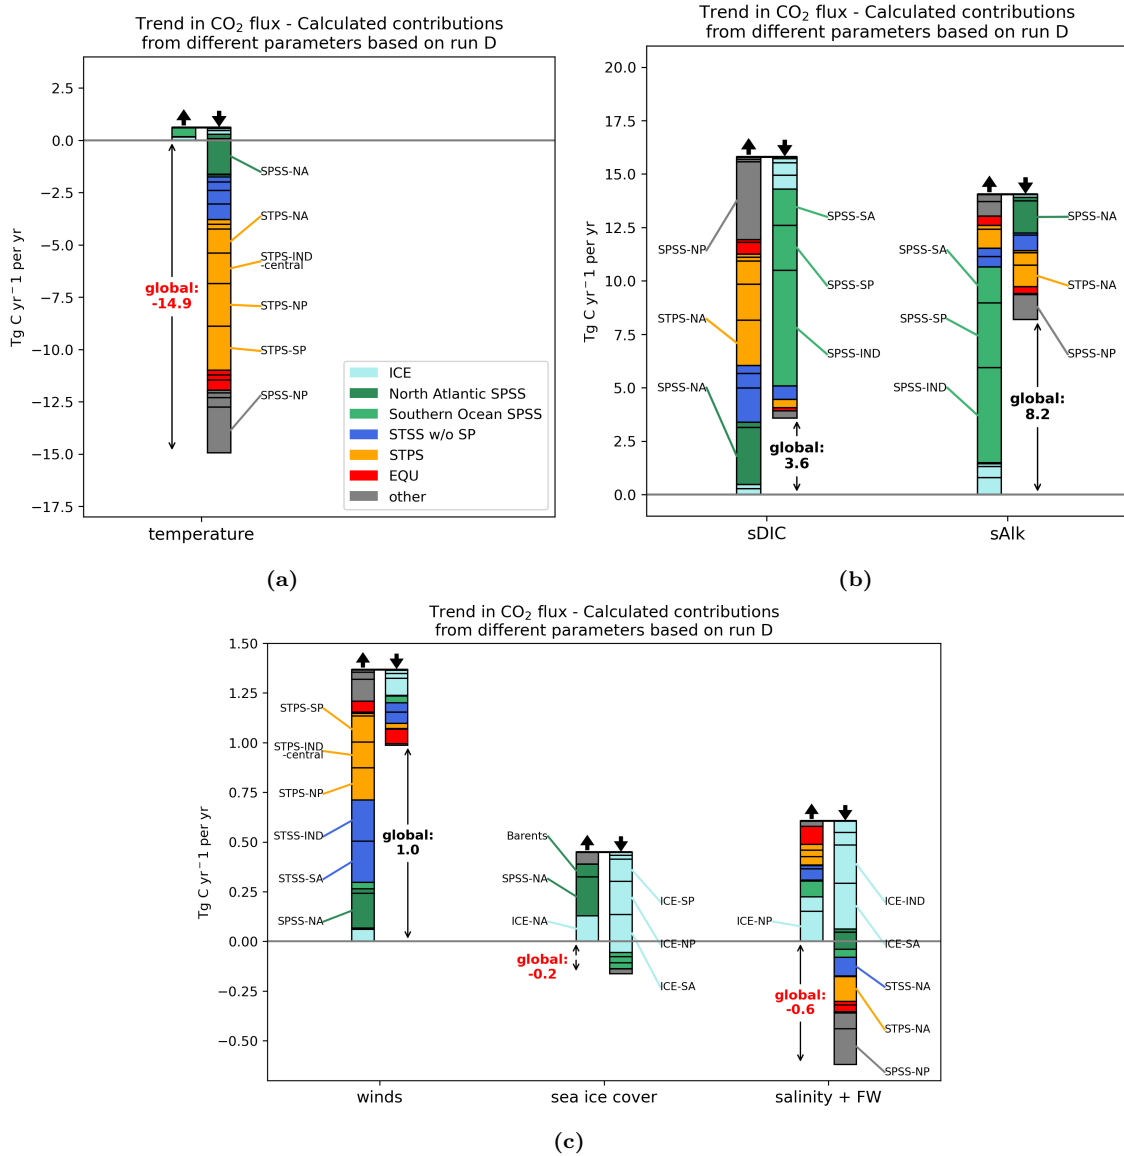 Trend in CO₂ flux - Calculated contributions
from different parameters based on run D
Tg C yr⁻¹ per yr
2.5
0.0
−2.5
−5.0
−7.5
−10.0
−12.5
−15.0
−17.5
global:
-14.9
SPSS-NA
STPS-NA
STPS-IND
-central
STPS-NP
STPS-SP
SPSS-NP
ICE
North Atlantic SPSS
Southern Ocean SPSS
STSS w/o SP
STPS
EQU
other
temperature
(a)
Trend in CO₂ flux - Calculated contributions
from different parameters based on run D
Tg C yr⁻¹ per yr
20.0
17.5
15.0
12.5
10.0
7.5
5.0
2.5
0.0
SPSS-NP
STPS-NA
SPSS-NA
SPSS-SA
SPSS-SP
SPSS-IND
global:
3.6
SPSS-SA
SPSS-SP
SPSS-IND
SPSS-NA
STPS-NA
SPSS-NP
global:
8.2
sDIC
sAlk
(b)
Trend in CO₂ flux - Calculated contributions
from different parameters based on run D
Tg C yr⁻¹ per yr
1.50
1.25
1.00
0.75
0.50
0.25
0.00
−0.25
−0.50
STPS-SP
STPS-IND
-central
STPS-NP
STSS-IND
STSS-SA
SPSS-NA
global:
1.0
Barents
SPSS-NA
ICE-NA
global:
-0.2
ICE-SP
ICE-NP
ICE-SA
ICE-NP
global:
-0.6
ICE-IND
ICE-SA
STSS-NA
STPS-NA
SPSS-NP
winds
sea ice cover
salinity + FW
(c)